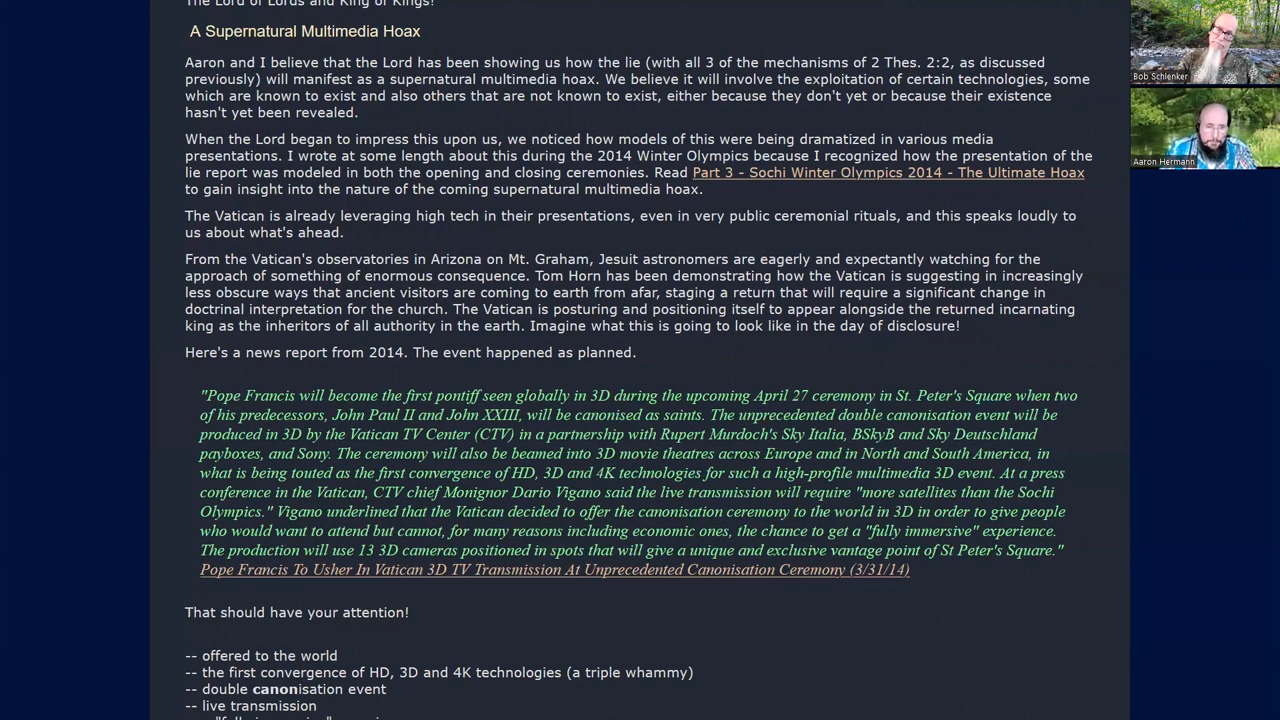 The Lord of Lords and King of Kings!
A Supernatural Multimedia Hoax
Aaron and I believe that the Lord has been showing us how the lie (with all 3 of the mechanisms of 2 Thes. 2:2, as discussed
previously) will manifest as a supernatural multimedia hoax. We believe it will involve the exploitation of certain technologies, some
which are known to exist and also others that are not known to exist, either because they don't yet or because their existence
hasn't yet been revealed.
When the Lord began to impress this upon us, we noticed how models of this were being dramatized in various media
presentations. I wrote at some length about this during the 2014 Winter Olympics because I recognized how the presentation of the
lie report was modeled in both the opening and closing ceremonies. Read Part 3 - Sochi Winter Olympics 2014 - The Ultimate Hoax
to gain insight into the nature of the coming supernatural multimedia hoax.
The Vatican is already leveraging high tech in their presentations, even in very public ceremonial rituals, and this speaks loudly to
us about what's ahead.
From the Vatican's observatories in Arizona on Mt. Graham, Jesuit astronomers are eagerly and expectantly watching for the
approach of something of enormous consequence. Tom Horn has been demonstrating how the Vatican is suggesting in increasingly
less obscure ways that ancient visitors are coming to earth from afar, staging a return that will require a significant change in
doctrinal interpretation for the church. The Vatican is posturing and positioning itself to appear alongside the returned incarnating
king as the inheritors of all authority in the earth. Imagine what this is going to look like in the day of disclosure!
Here's a news report from 2014. The event happened as planned.
"Pope Francis will become the first pontiff seen globally in 3D during the upcoming April 27 ceremony in St. Peter's Square when two
of his predecessors, John Paul II and John XXIII, will be canonised as saints. The unprecedented double canonisation event will be
produced in 3D by the Vatican TV Center (CTV) in a partnership with Rupert Murdoch's Sky Italia, BSkyB and Sky Deutschland
payboxes, and Sony. The ceremony will also be beamed into 3D movie theatres across Europe and in North and South America, in
what is being touted as the first convergence of HD, 3D and 4K technologies for such a high-profile multimedia 3D event. At a press
conference in the Vatican, CTV chief Monignor Dario Vigano said the live transmission will require "more satellites than the Sochi
Olympics." Vigano underlined that the Vatican decided to offer the canonisation ceremony to the world in 3D in order to give people
who would want to attend but cannot, for many reasons including economic ones, the chance to get a "fully immersive" experience.
The production will use 13 3D cameras positioned in spots that will give a unique and exclusive vantage point of St Peter's Square."
Pope Francis To Usher In Vatican 3D TV Transmission At Unprecedented Canonisation Ceremony (3/31/14)
That should have your attention!
-- offered to the world
-- the first convergence of HD, 3D and 4K technologies (a triple whammy)
-- double canonisation event
-- live transmission
Bob Schlenker
Aaron Hermann